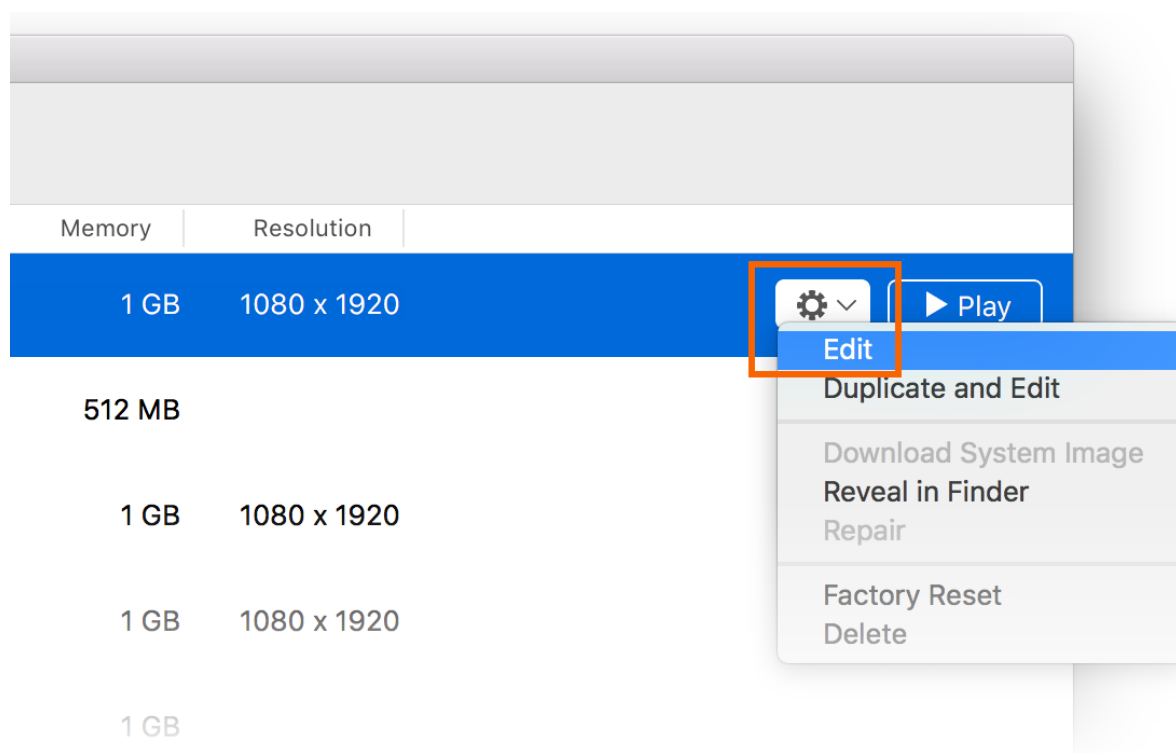 Memory Resolution
1 GB 1080 x 1920 Play
Edit
Duplicate and Edit
512 MB
Download System Image
Reveal in Finder
1 GB 1080 x 1920
Repair
Factory Reset
1 GB 1080 x 1920
Delete
1 GB